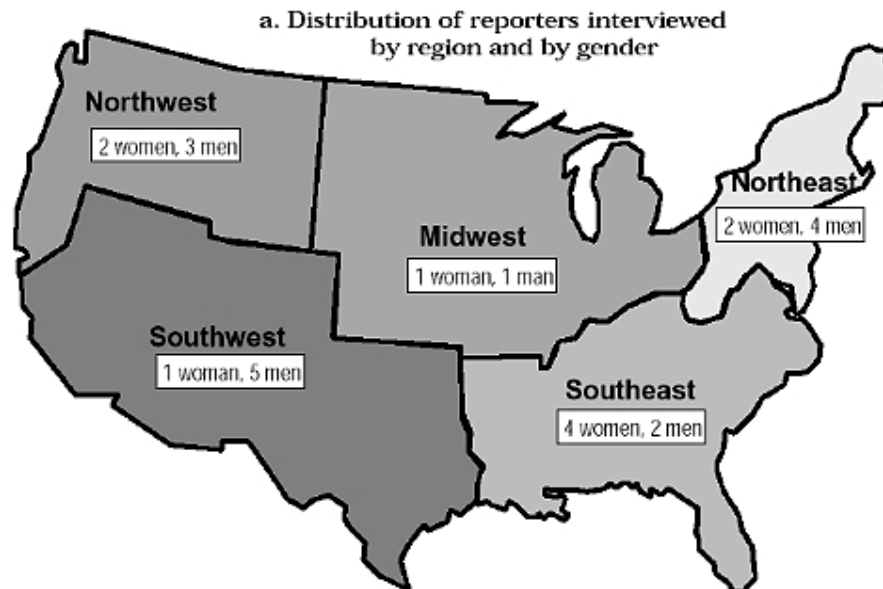 a. Distribution of reporters interviewed
by region and by gender
Northwest
2 women, 3 men
Northeast
2 women, 4 men
Midwest
1 woman, 1 man
Southwest
1 woman, 5 men
Southeast
4 women, 2 men